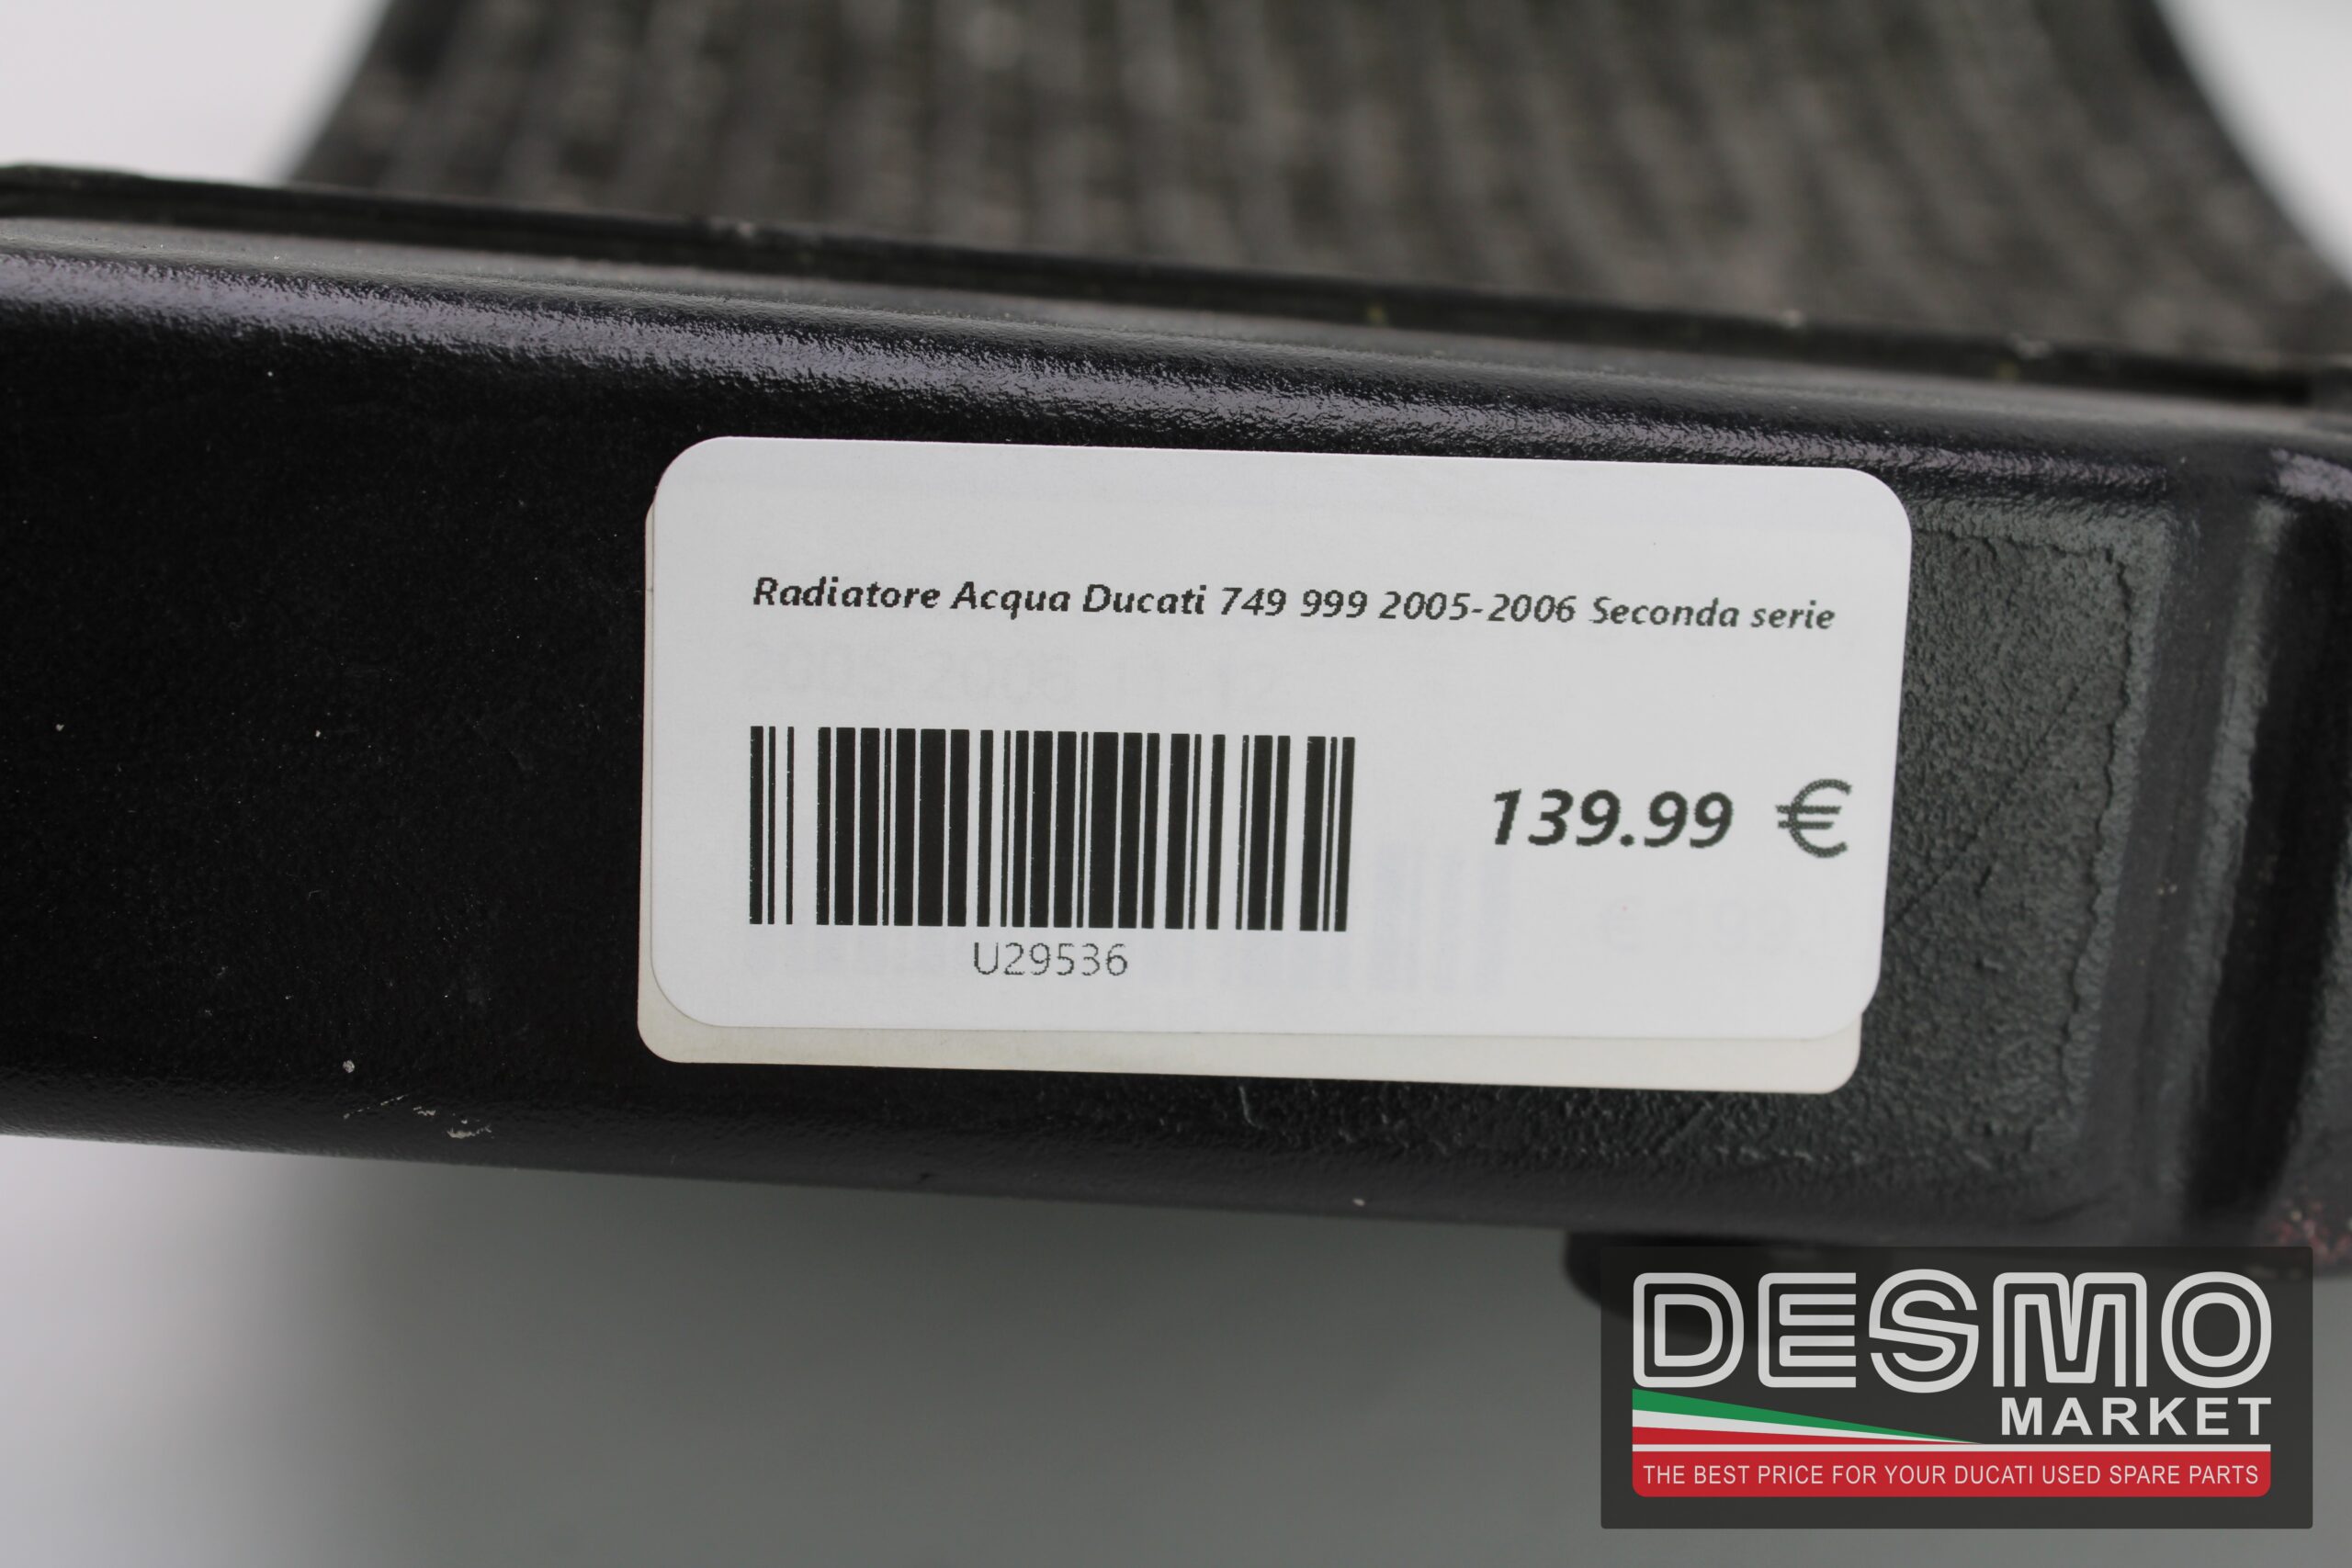 Radiatore Acqua Ducati 749 999 2005-2006 Seconda serie
139.99 €
U29536
DESMO
MARKET
THE BEST PRICE FOR YOUR DUCATI USED SPARE PARTS